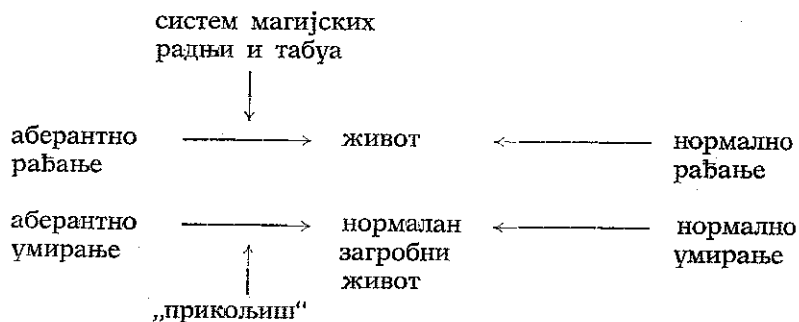 систем магијских
радњи и табуа
аберантно живот нормално
рађање рађање
аберантно нормалан нормално
умирање загробни умирање
живот
„прикољиш“